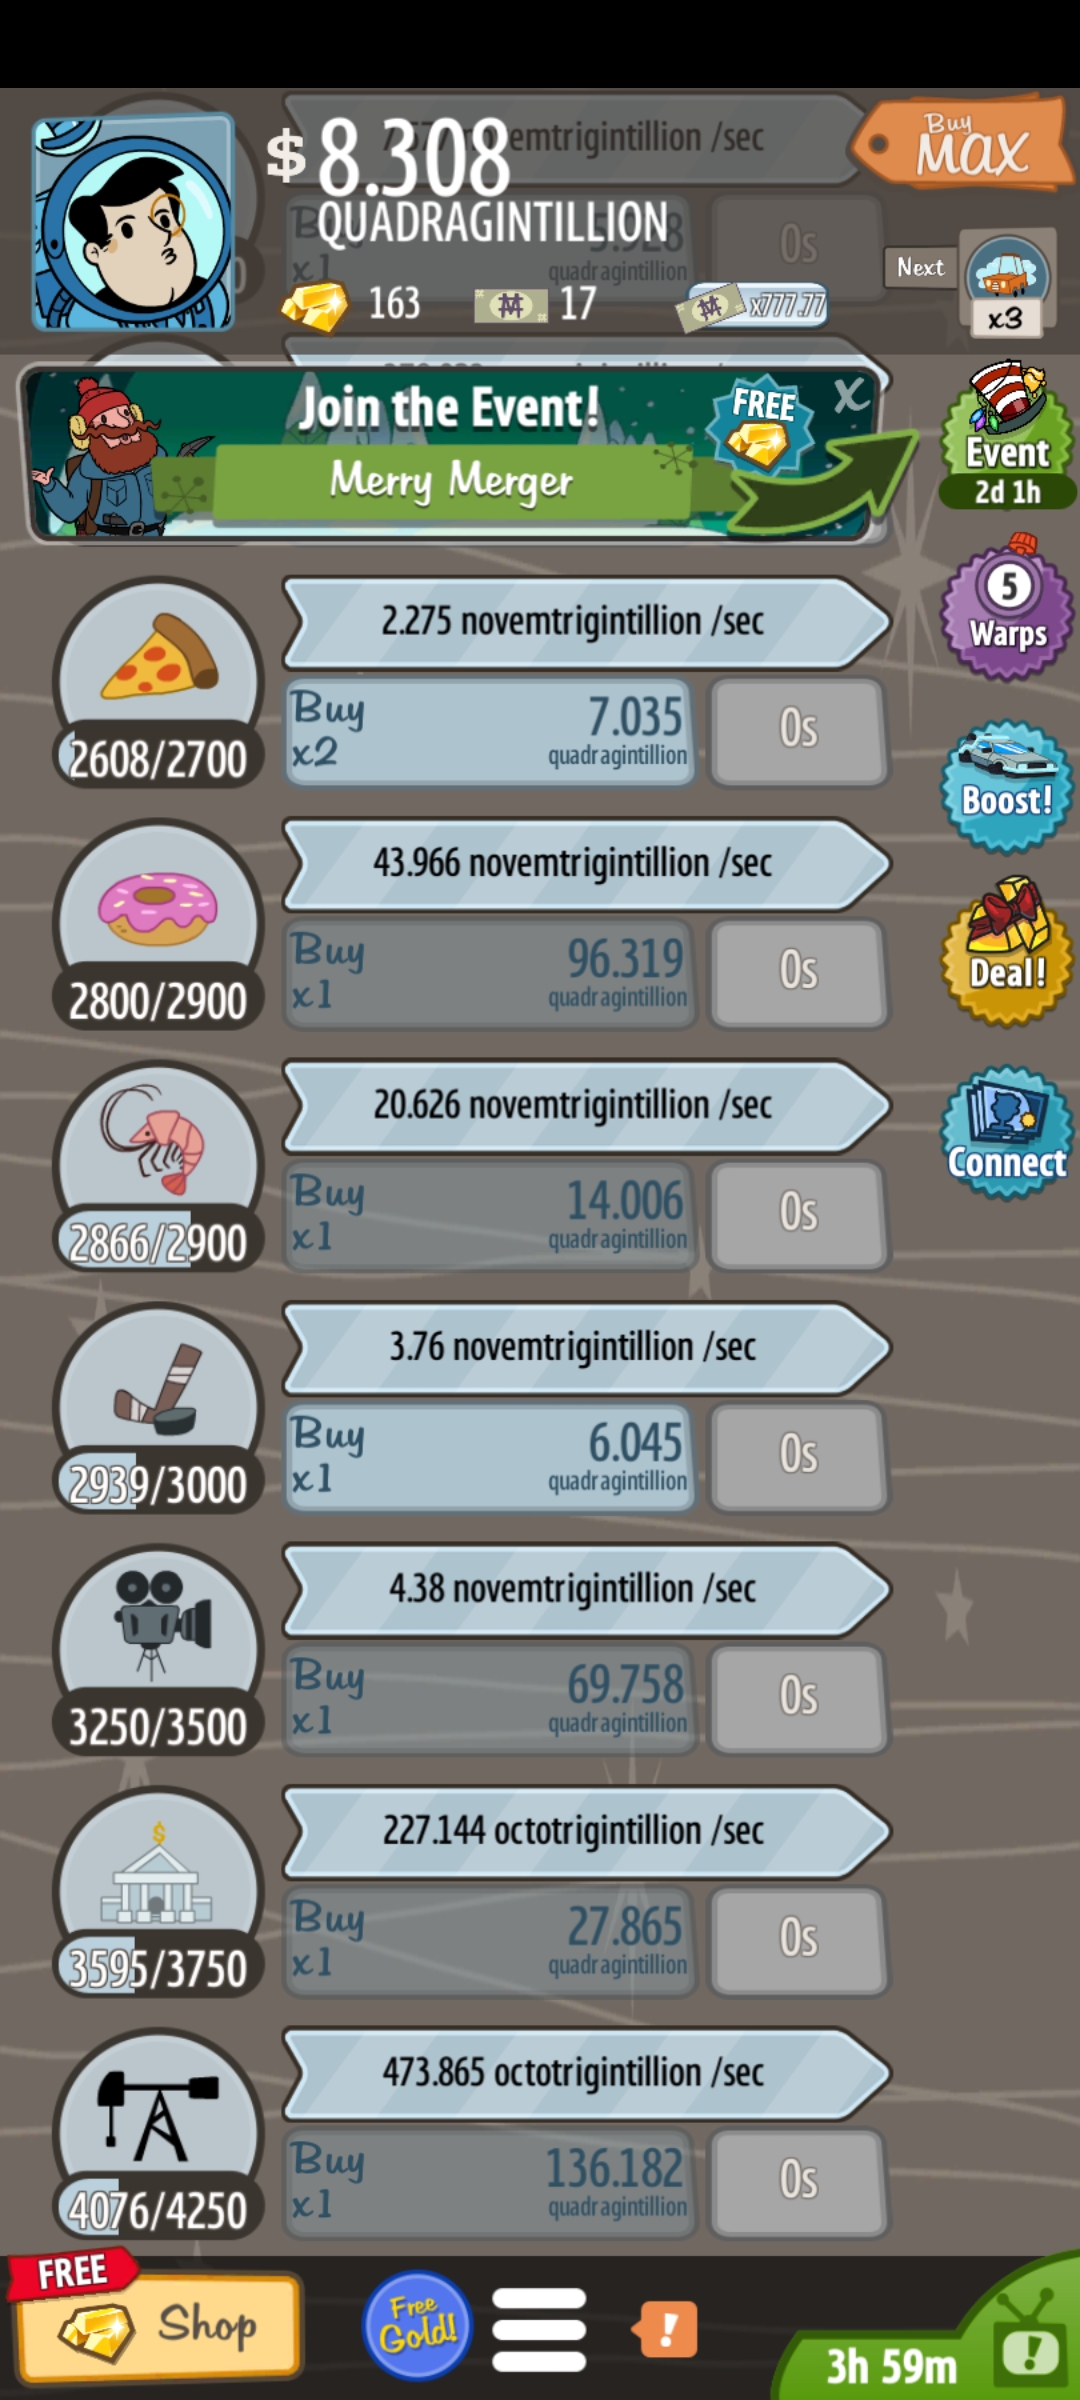 $ 8.308
QUADRAGINTILLION
163
17
x777.77
Buy
MAX
/sec
0s
quadragintillion
x1
Next
x3
Join the Event!
Merry Merger
FREE
X
Event
2d 1h
2.275 novemtrigintillion /sec
Buy
x2
7.035
quadragintillion
0s
2608/2700
5
Warps
43.966 novemtrigintillion /sec
Buy
x1
96.319
quadragintillion
0s
2800/2900
Boost!
Deal!
20.626 novemtrigintillion /sec
Buy
x1
14.006
quadragintillion
0s
2866/2900
Connect
3.76 novemtrigintillion /sec
Buy
x1
6.045
quadragintillion
0s
2939/3000
4.38 novemtrigintillion /sec
Buy
x1
69.758
quadragintillion
0s
3250/3500
227.144 octotrigintillion /sec
Buy
x1
27.865
quadragintillion
0s
3595/3750
473.865 octotrigintillion /sec
Buy
x1
136.182
quadragintillion
0s
4076/4250
FREE
Shop
Free
Gold!
!
3h 59m
!